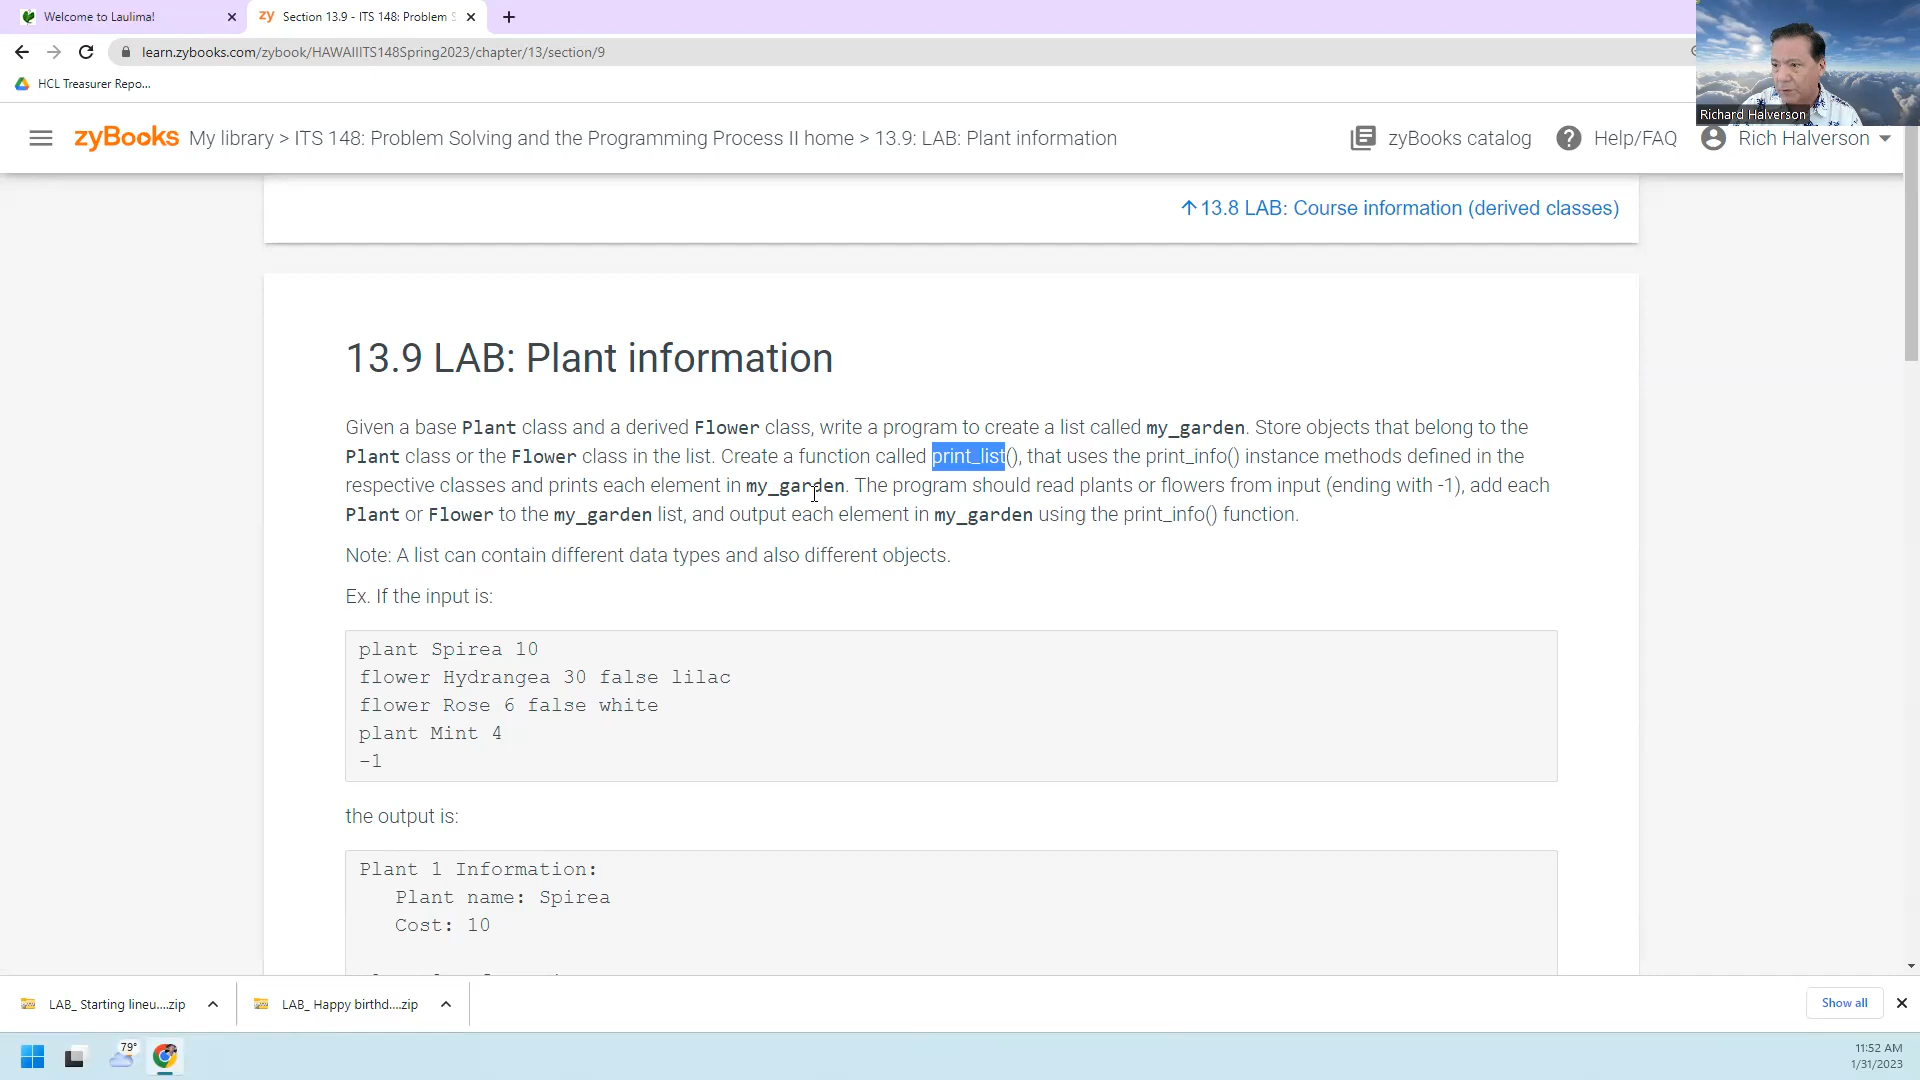 Welcome to Laulima!
zy Section 13.9 - ITS 148: Problem S
learn.zybooks.com/zybook/HAWAIIITS148Spring2023/chapter/13/section/9
HCL Treasurer Repo...
Richard Halverson
zyBooks My library > ITS 148: Problem Solving and the Programming Process II home > 13.9: LAB: Plant information
zyBooks catalog
Help/FAQ
Rich Halverson
↑13.8 LAB: Course information (derived classes)
13.9 LAB: Plant information
Given a base Plant class and a derived Flower class, write a program to create a list called my_garden. Store objects that belong to the
Plant class or the Flower class in the list. Create a function called print_list(), that uses the print_info() instance methods defined in the
respective classes and prints each element in my_garden. The program should read plants or flowers from input (ending with -1), add each
Plant or Flower to the my_garden list, and output each element in my_garden using the print_info() function.
Note: A list can contain different data types and also different objects.
Ex. If the input is:
plant Spirea 10
flower Hydrangea 30 false lilac
flower Rose 6 false white
plant Mint 4
-1
the output is:
Plant 1 Information:
Plant name: Spirea
Cost: 10
LAB_ Starting lineu....zip
LAB_ Happy birthd....zip
Show all
79°
11:52 AM
1/31/2023